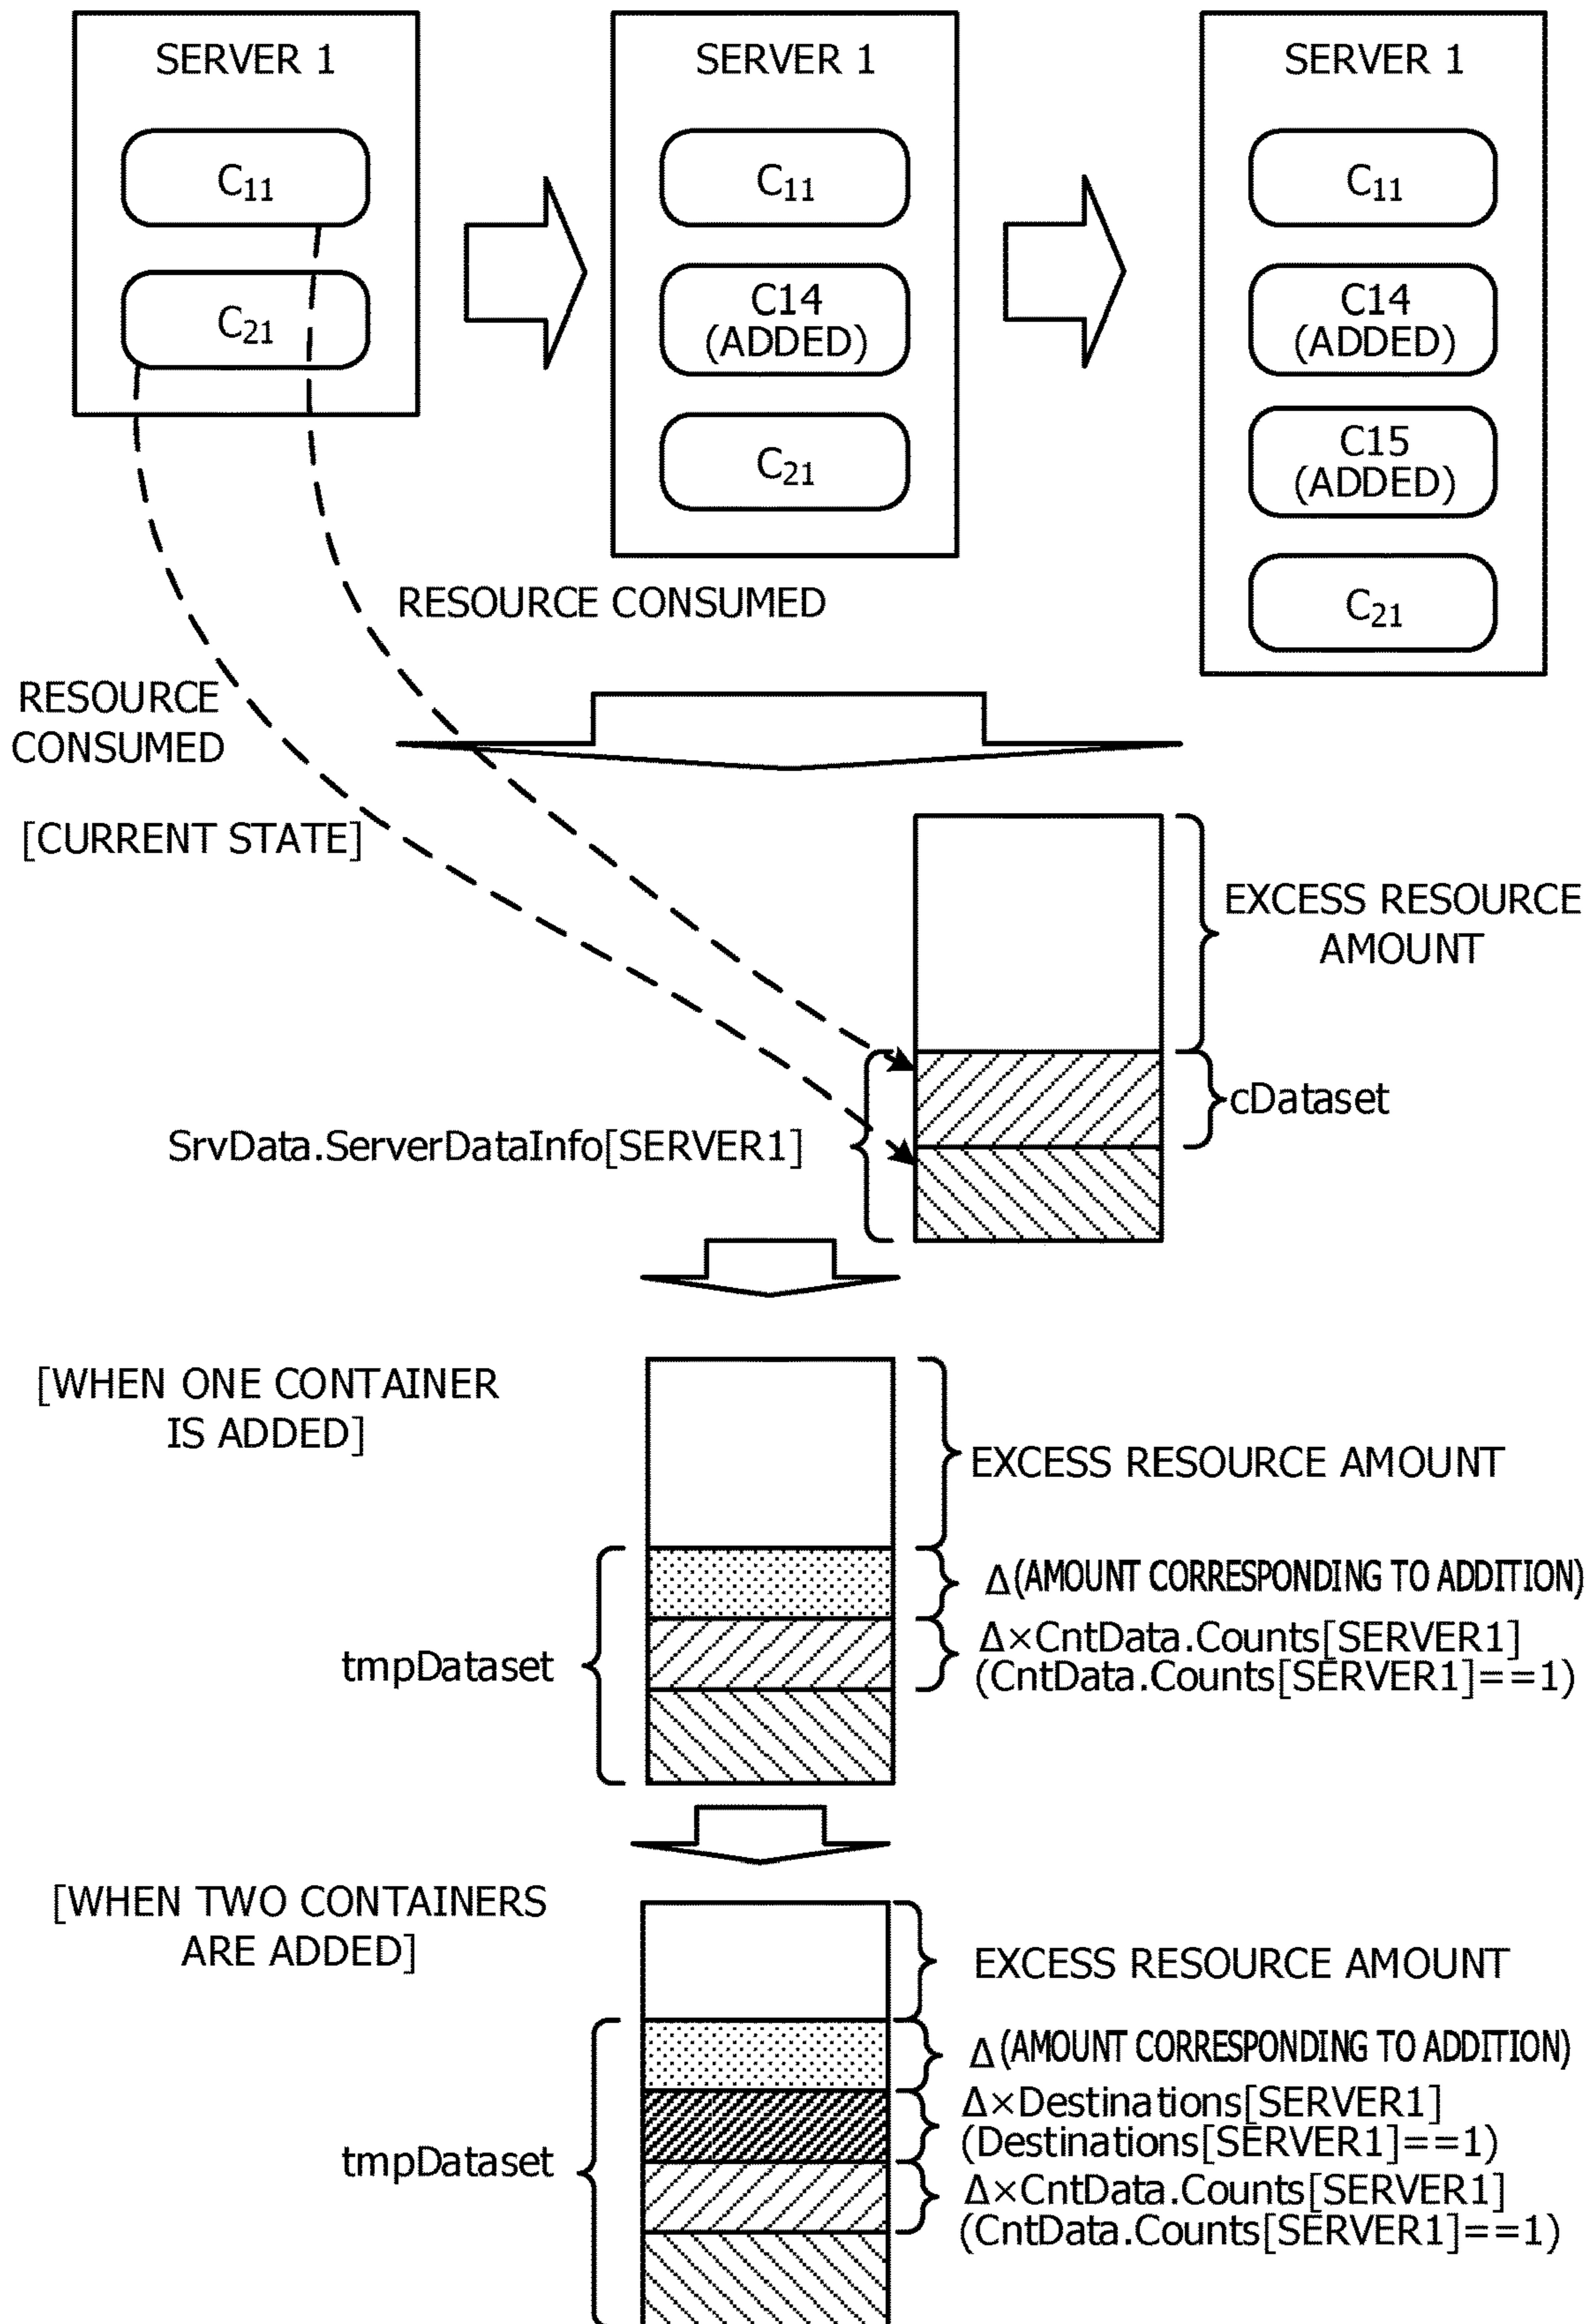 SERVER 1
C11
C21
SERVER 1
C11
C14
(ADDED)
C21
SERVER 1
C11
C14
(ADDED)
C15
(ADDED)
C21
RESOURCE CONSUMED
RESOURCE
CONSUMED
[CURRENT STATE]
EXCESS RESOURCE
AMOUNT
cDataset
SrvData.ServerDataInfo[SERVER1]
[WHEN ONE CONTAINER
IS ADDED]
EXCESS RESOURCE AMOUNT
Δ(AMOUNT CORRESPONDING TO ADDITION)
Δ×CntData.Counts[SERVER1]
(CntData.Counts[SERVER1]==1)
tmpDataset
[WHEN TWO CONTAINERS
ARE ADDED]
EXCESS RESOURCE AMOUNT
Δ(AMOUNT CORRESPONDING TO ADDITION)
Δ×Destinations[SERVER1]
(Destinations[SERVER1]==1)
tmpDataset
Δ×CntData.Counts[SERVER1]
(CntData.Counts[SERVER1]==1)